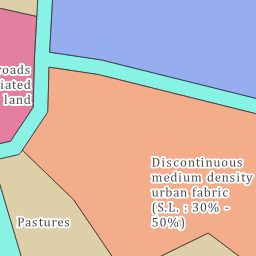 roads
iated
land
Discontinuous
medium density
urban fabric
(S.L. : 30% -
50%)
Pastures